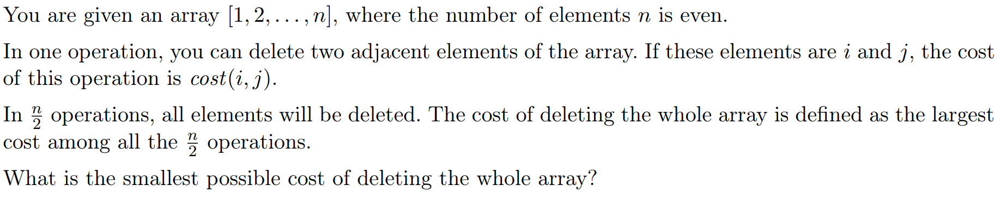 You are given an array [1, 2, . . . , n], where the number of elements n is even.
In one operation, you can delete two adjacent elements of the array. If these elements are i and j, the cost
of this operation is cost(i, j).
In n/2 operations, all elements will be deleted. The cost of deleting the whole array is defined as the largest
cost among all the n/2 operations.
What is the smallest possible cost of deleting the whole array?